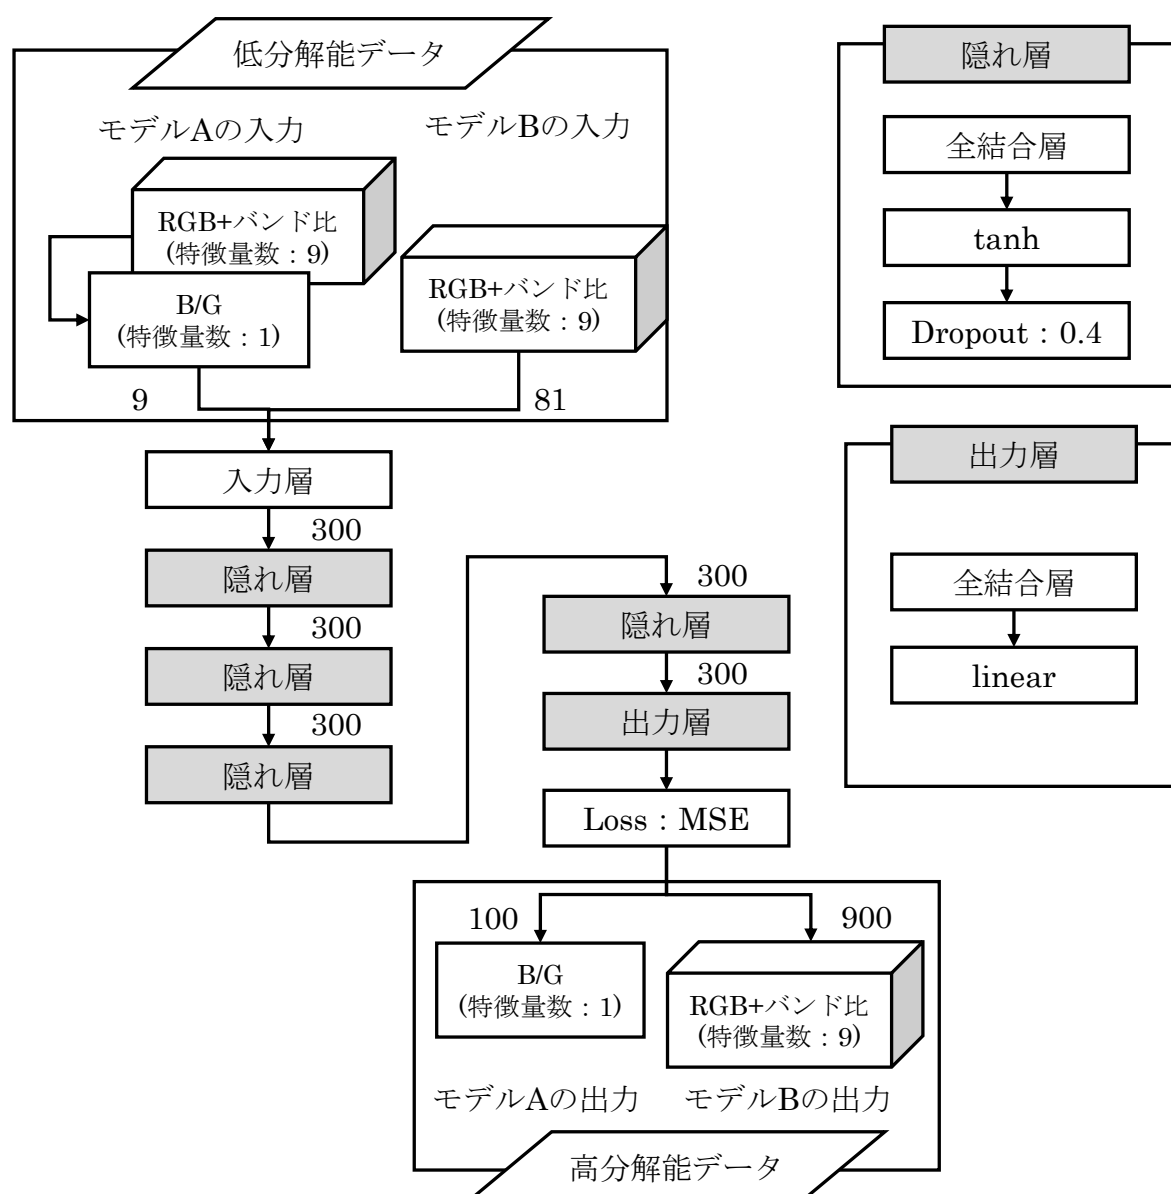 低分解能データ
モデルAの入力
モデルBの入力
RGB+バンド比
(特徴量数：9)
B/G
(特徴量数：1)
RGB+バンド比
(特徴量数：9)
9
81
入力層
300
隠れ層
300
隠れ層
300
隠れ層
300
隠れ層
300
出力層
Loss：MSE
100
900
B/G
(特徴量数：1)
RGB+バンド比
(特徴量数：9)
モデルAの出力
モデルBの出力
高分解能データ
隠れ層
全結合層
tanh
Dropout：0.4
出力層
全結合層
linear